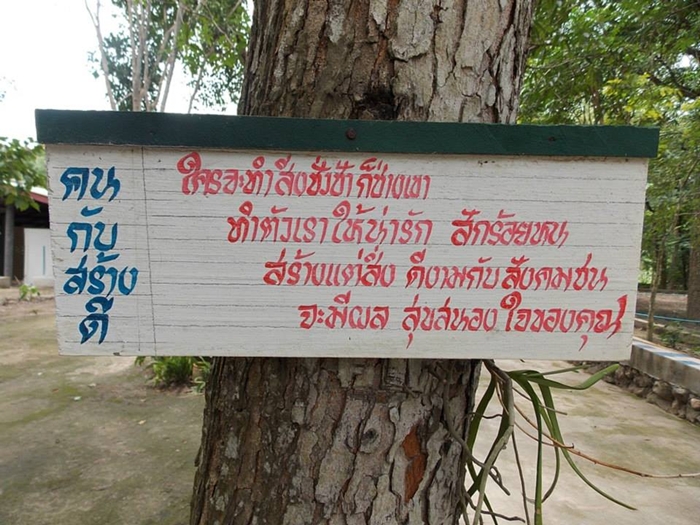 คน
กับ
สร้าง
ดี
ใครจะทำ สิ่งชั่วช้า ก็ช่างเขา
ทำตัวเรา ให้น่ารัก สักร้อยหน
สร้างแต่สิ่ง ดีงามกับ สังคมชน
จะมีผล สุขสนอง ใจของคุณ